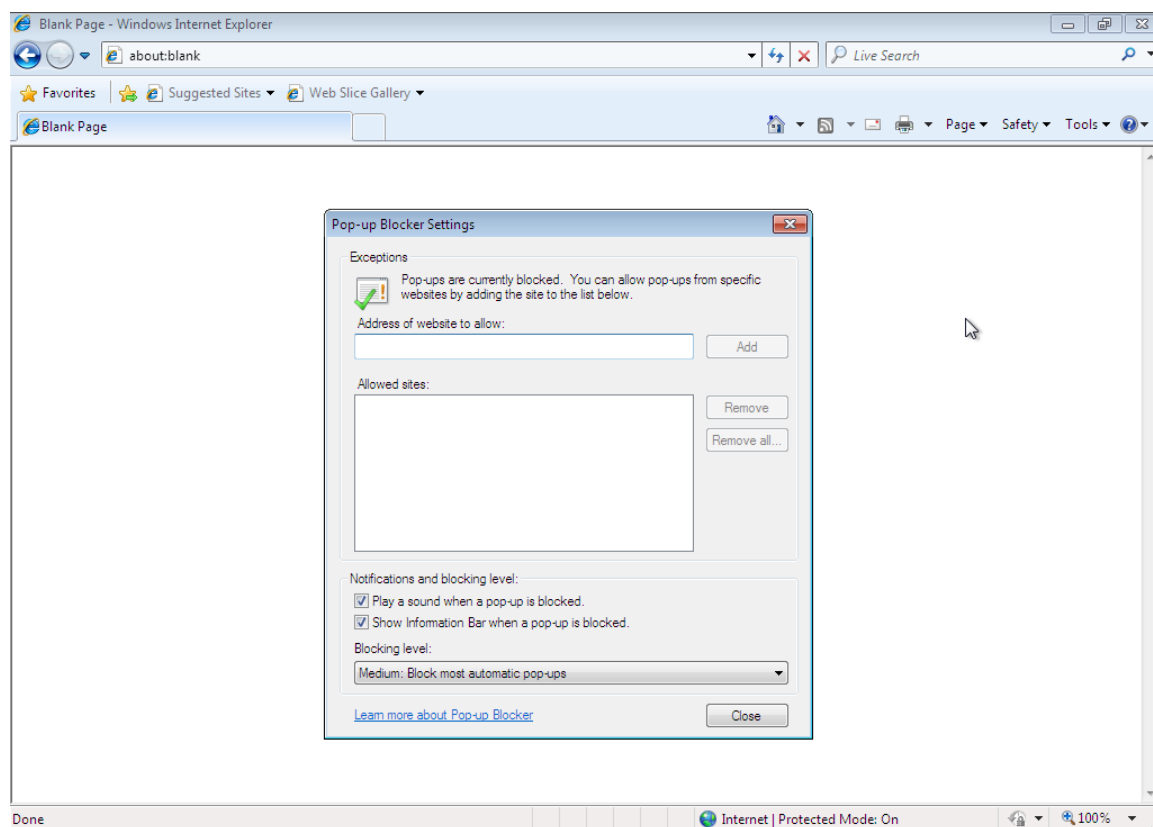 Blank Page - Windows Internet Explorer
about:blank
Live Search
Favorites Suggested Sites Web Slice Gallery
Blank Page Page Safety Tools
Pop-up Blocker Settings
Exceptions
Pop-ups are currently blocked. You can allow pop-ups from specific
websites by adding the site to the list below.
Address of website to allow:
Add
Allowed sites:
Remove
Remove all...
Notifications and blocking level:
Play a sound when a pop-up is blocked.
Show Information Bar when a pop-up is blocked.
Blocking level:
Medium: Block most automatic pop-ups
Learn more about Pop-up Blocker
Close
Done Internet | Protected Mode: On 100%